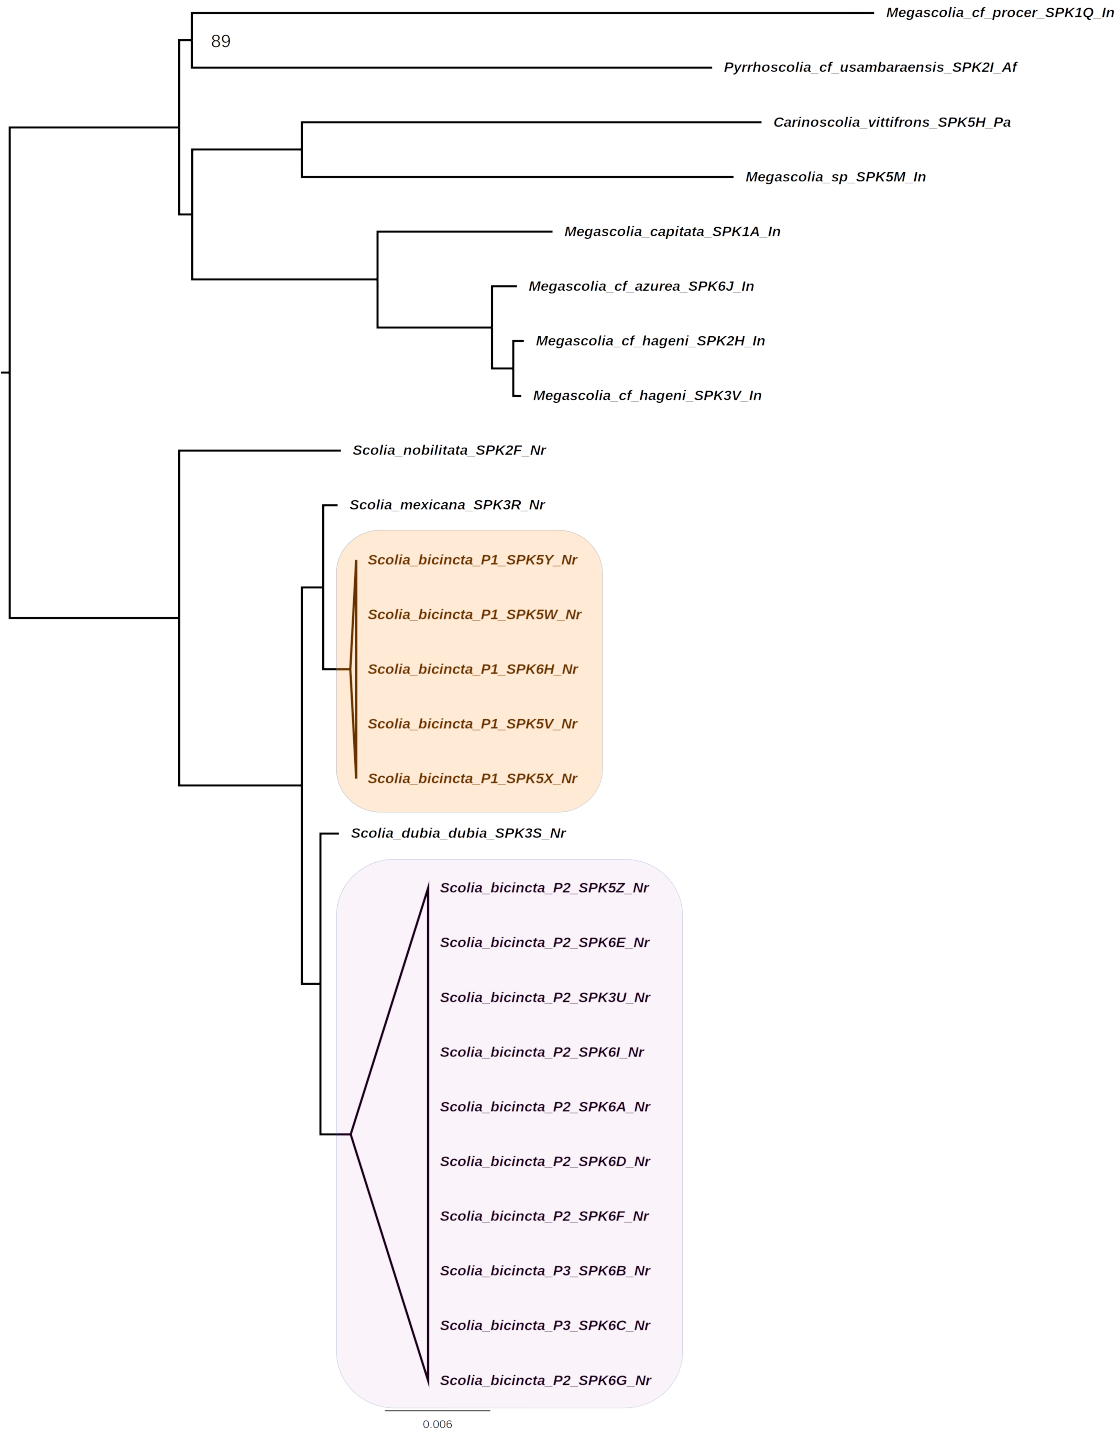 Megascolia_cf_procer_SPK1Q_In
89
Pyrrhoscolia_cf_usambaraensis_SPK2I_Af
Carinoscolia_vittifrons_SPK5H_Pa
Megascolia_sp_SPK5M_In
Megascolia_capitata_SPK1A_In
Megascolia_cf_azurea_SPK6J_In
Megascolia_cf_hageni_SPK2H_In
Megascolia_cf_hageni_SPK3V_In
Scolia_nobilitata_SPK2F_Nr
Scolia_mexicana_SPK3R_Nr
Scolia_bicincta_P1_SPK5Y_Nr
Scolia_bicincta_P1_SPK5W_Nr
Scolia_bicincta_P1_SPK6H_Nr
Scolia_bicincta_P1_SPK5V_Nr
Scolia_bicincta_P1_SPK5X_Nr
Scolia_dubia_dubia_SPK3S_Nr
Scolia_bicincta_P2_SPK5Z_Nr
Scolia_bicincta_P2_SPK6E_Nr
Scolia_bicincta_P2_SPK3U_Nr
Scolia_bicincta_P2_SPK6I_Nr
Scolia_bicincta_P2_SPK6A_Nr
Scolia_bicincta_P2_SPK6D_Nr
Scolia_bicincta_P2_SPK6F_Nr
Scolia_bicincta_P3_SPK6B_Nr
Scolia_bicincta_P3_SPK6C_Nr
Scolia_bicincta_P2_SPK6G_Nr
0.006